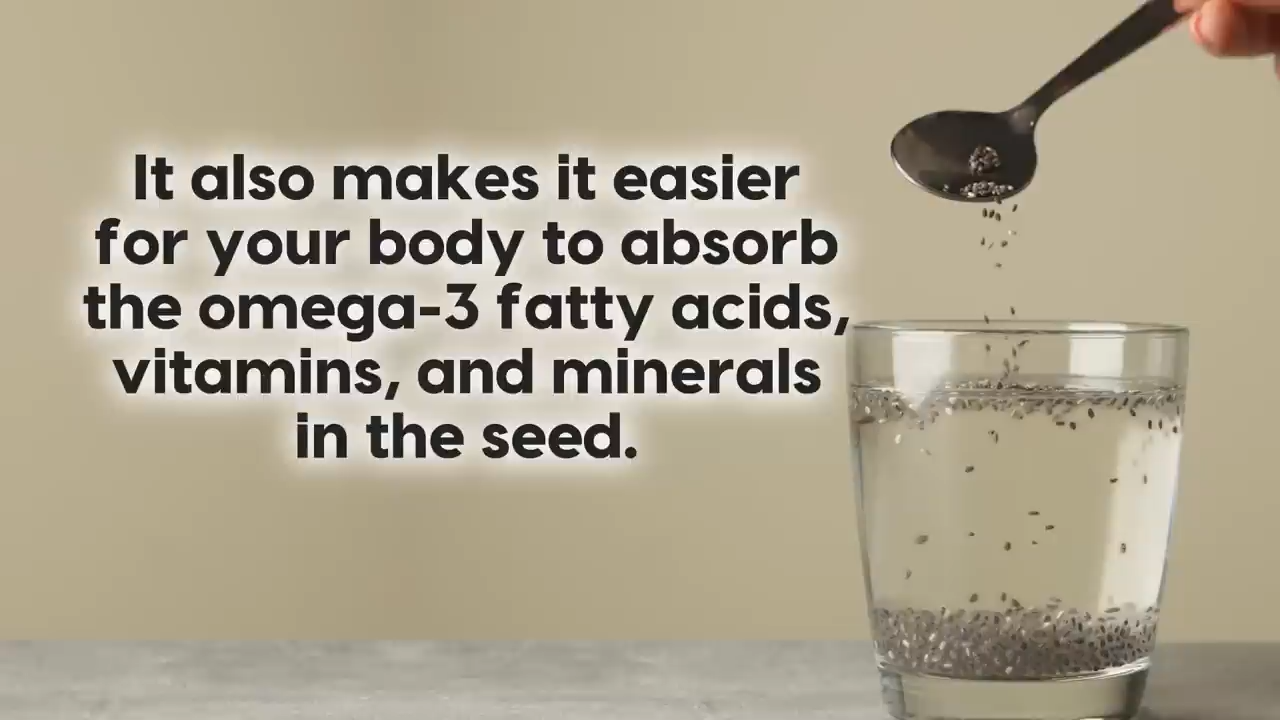 It also makes it easier
for your body to absorb
the omega-3 fatty acids,
vitamins, and minerals
in the seed.